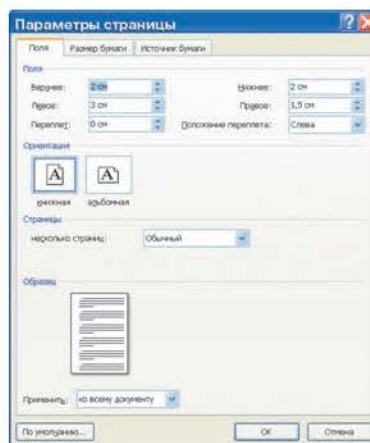 Параметры страницы
Поля Размер бумаги Источник бумаги
Поля
Верхнее: 2 см Нижнее: 2 см
Левое: 3 см Правое: 1,5 см
Переплет: 0 см Положение переплета: Слева
Ориентация
A A
книжная альбомная
Страницы
несколько страниц: Обычный
Образец
Применить: ко всему документу
По умолчанию... ОК Отмена